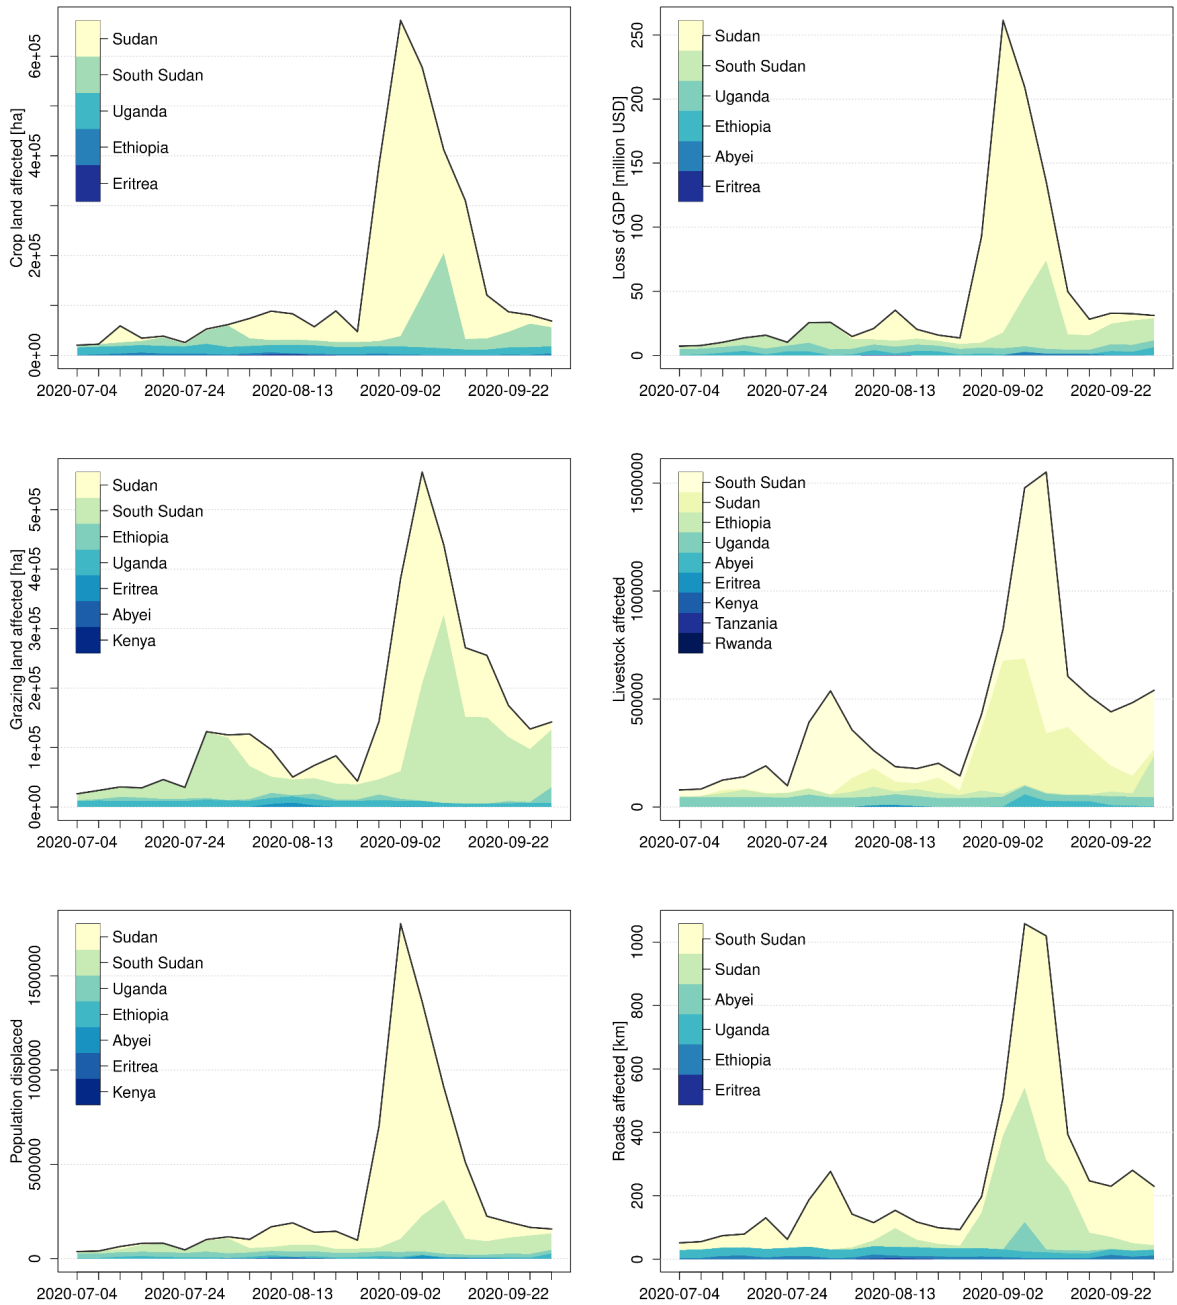 Crop land affected [ha]
0e+00
2e+05
4e+05
6e+05
Sudan
South Sudan
Uganda
Ethiopia
Eritrea
2020-07-04 2020-07-24 2020-08-13 2020-09-02 2020-09-22
Loss of GDP [million USD]
0
50
100
150
200
250
Sudan
South Sudan
Uganda
Ethiopia
Abyei
Eritrea
2020-07-04 2020-07-24 2020-08-13 2020-09-02 2020-09-22
Grazing land affected [ha]
0e+00
1e+05
2e+05
3e+05
4e+05
5e+05
Sudan
South Sudan
Ethiopia
Uganda
Eritrea
Abyei
Kenya
2020-07-04 2020-07-24 2020-08-13 2020-09-02 2020-09-22
Livestock affected
0
500000
1000000
1500000
South Sudan
Sudan
Ethiopia
Uganda
Abyei
Eritrea
Kenya
Tanzania
Rwanda
2020-07-04 2020-07-24 2020-08-13 2020-09-02 2020-09-22
Population displaced
0
500000
1000000
1500000
Sudan
South Sudan
Uganda
Ethiopia
Abyei
Eritrea
Kenya
2020-07-04 2020-07-24 2020-08-13 2020-09-02 2020-09-22
Roads affected [km]
0
200
400
600
800
1000
South Sudan
Sudan
Abyei
Uganda
Ethiopia
Eritrea
2020-07-04 2020-07-24 2020-08-13 2020-09-02 2020-09-22